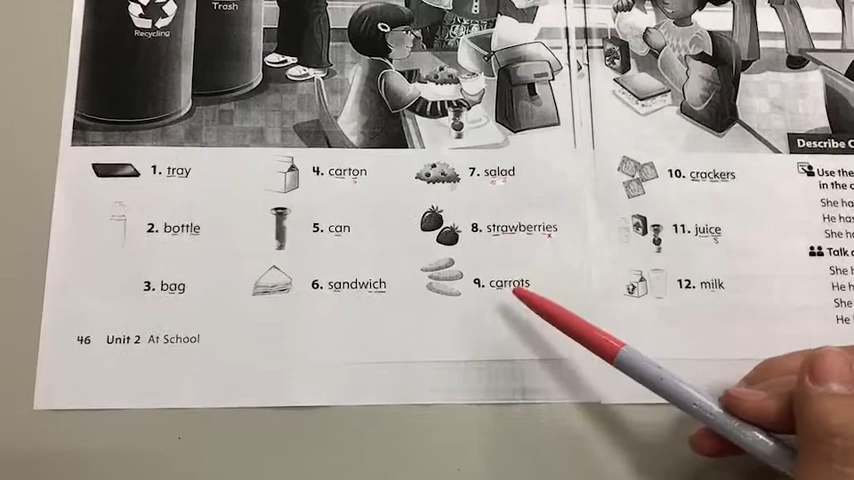 Recycling
Trash
1. tray
2. bottle
3. bag
4. carton
5. can
6. sandwich
7. salad
8. strawberries
9. carrots
10. crackers
11. juice
12. milk
46 Unit 2 At School
Describe
Use the
in the
She ha
He has
She ha
Talk
She
He h
She
He